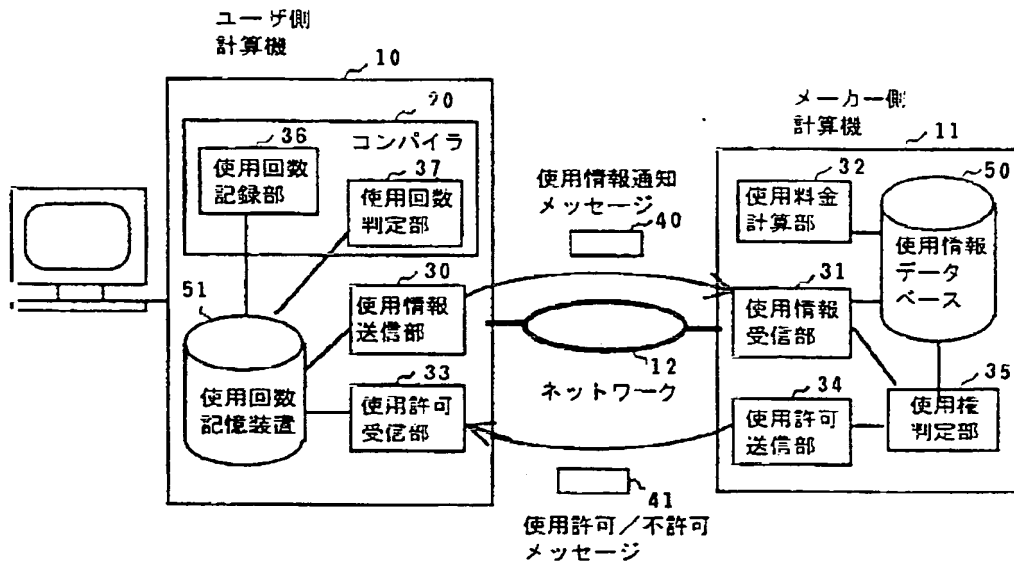 ユーザ側
計算機
10
90
コンパイラ
36
使用回数
記録部
37
使用回数
判定部
51
使用回数
記憶装置
30
使用情報
送信部
33
使用許可
受信部
使用情報通知
メッセージ
40
12
ネットワーク
41
使用許可/不許可
メッセージ
メーカー側
計算機
11
32
使用料金
計算部
50
使用情報
データ
ベース
31
使用情報
受信部
34
使用許可
送信部
35
使用権
判定部